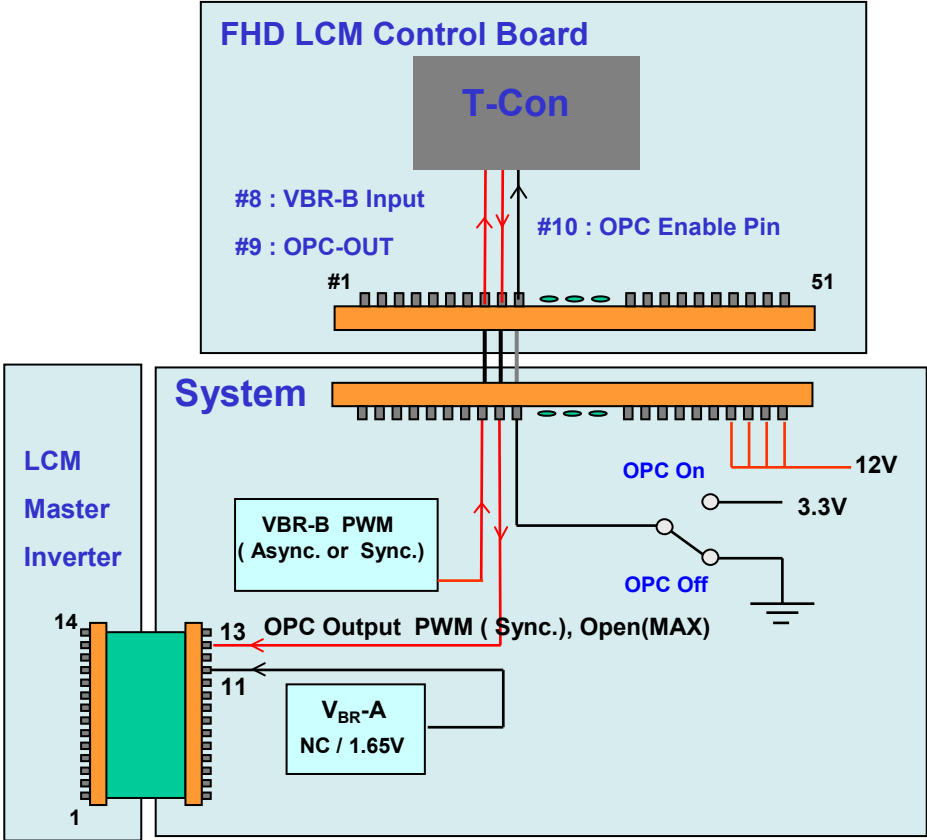 FHD LCM Control Board
T-Con
#8 : VBR-B Input
#9 : OPC-OUT
#10 : OPC Enable Pin
#1
51
System
LCM
Master
Inverter
OPC On
12V
3.3V
VBR-B PWM
( Async. or Sync.)
OPC Off
14
13
OPC Output PWM ( Sync.), Open(MAX)
11
VBR-A
NC / 1.65V
1